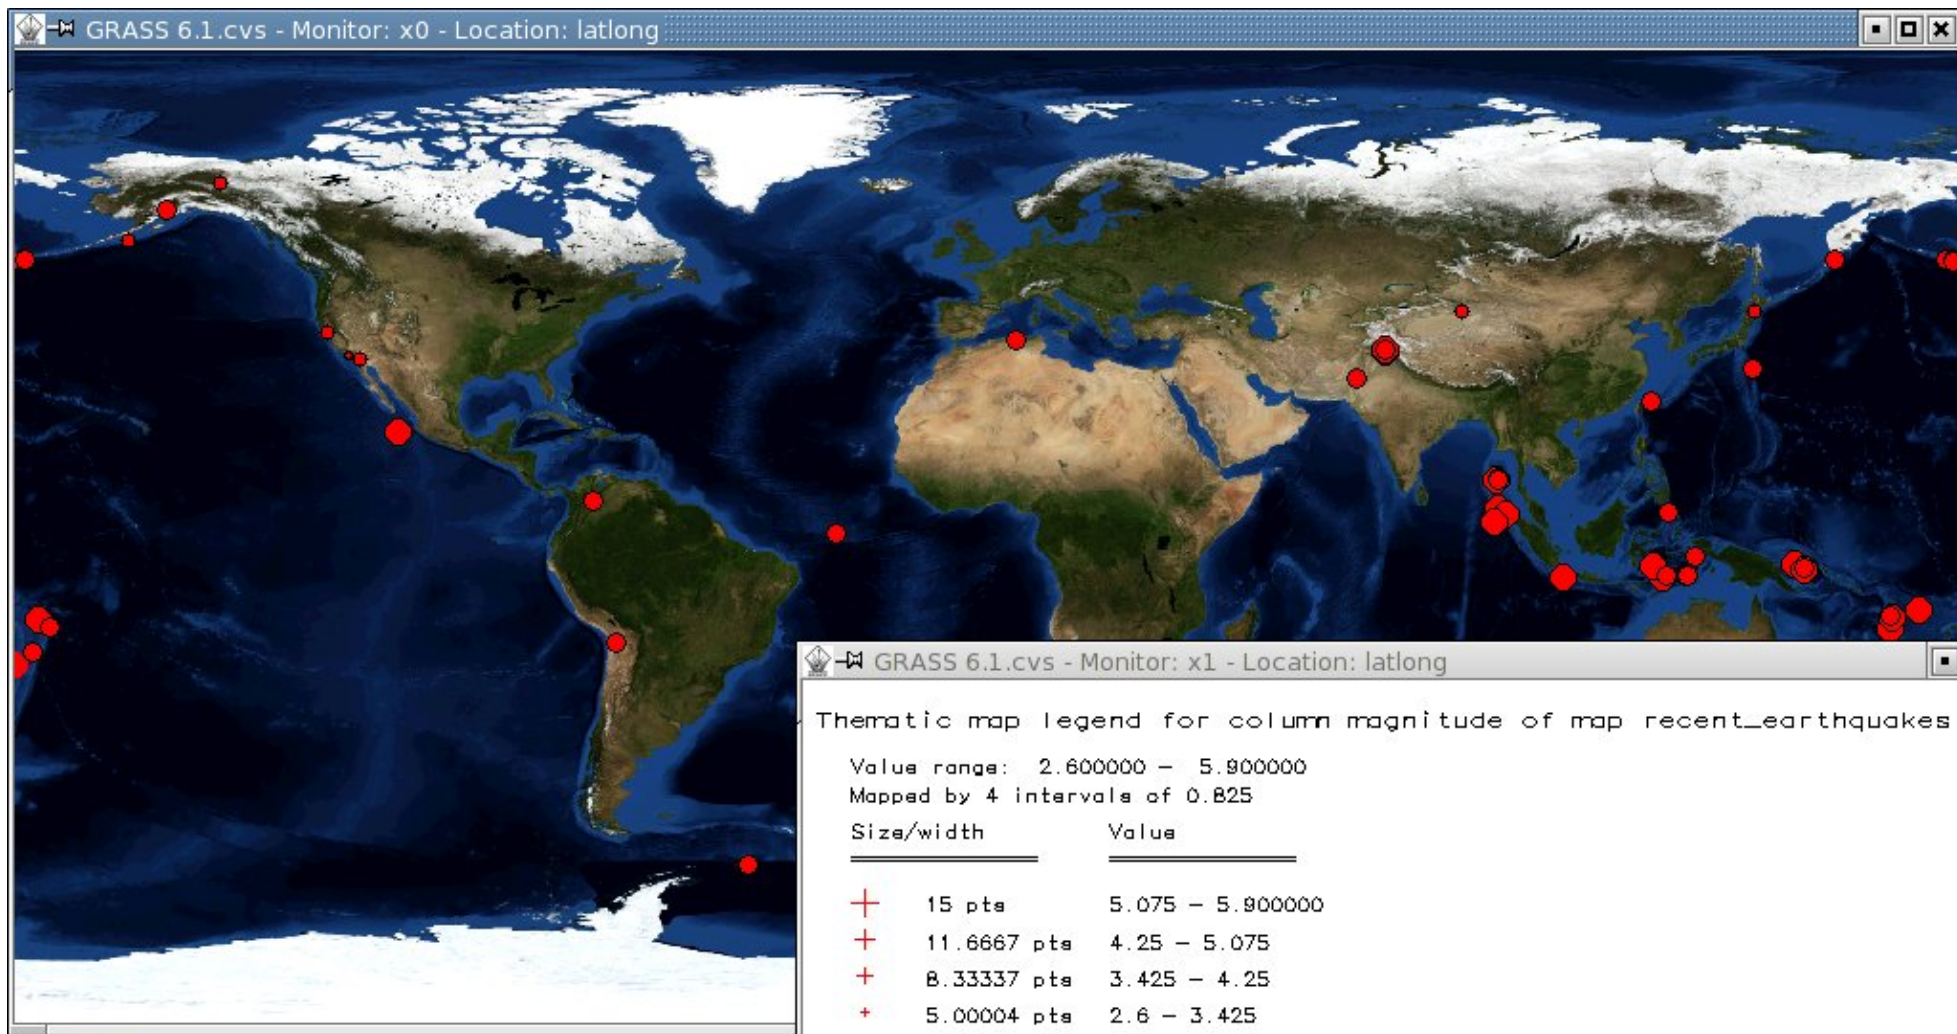 GRASS 6.1.cvs - Monitor: x0 - Location: latlong
GRASS 6.1.cvs - Monitor: x1 - Location: latlong
Thematic map legend for column magnitude of map recent_earthquakes
Value range: 2.600000 - 5.900000
Mapped by 4 intervals of 0.825
Size/width Value
15 pts 5.075 - 5.900000
11.6667 pts 4.25 - 5.075
8.33337 pts 3.425 - 4.25
5.00004 pts 2.6 - 3.425